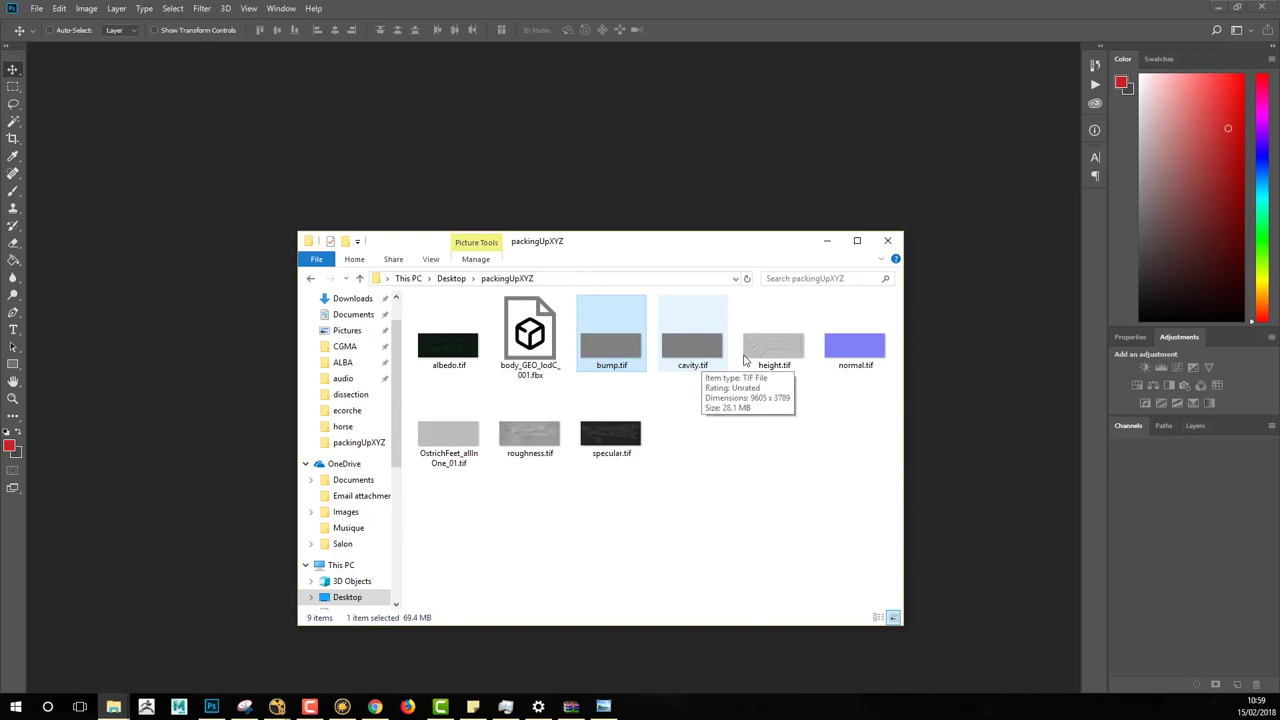 File Edit Image Layer Type Select Filter 3D View Window Help
Auto-Select: Layer Show Transform Controls 3D Mode:
Color Swatches
Picture Tools packingUpXYZ
File Home Share View Manage
This PC Desktop packingUpXYZ Search packingUpXYZ
Downloads
Documents
Pictures
CGMA
ALBA
audio
dissection
ecorche
horse
packingUpXYZ
OneDrive
Documents
Email attachmen
Images
Musique
Salon
This PC
3D Objects
Desktop
albedo.tif
body_GEO_lodC_
001.fbx
bump.tif
cavity.tif
height.tif
normal.tif
Item type: TIF File
Rating: Unrated
Dimensions: 9605 x 3789
Size: 28.1 MB
OstrichFeet_allIn
One_01.tif
roughness.tif
specular.tif
9 items 1 item selected 69.4 MB
Properties Adjustments
Add an adjustment
Channels Paths Layers
10:59
15/02/2018